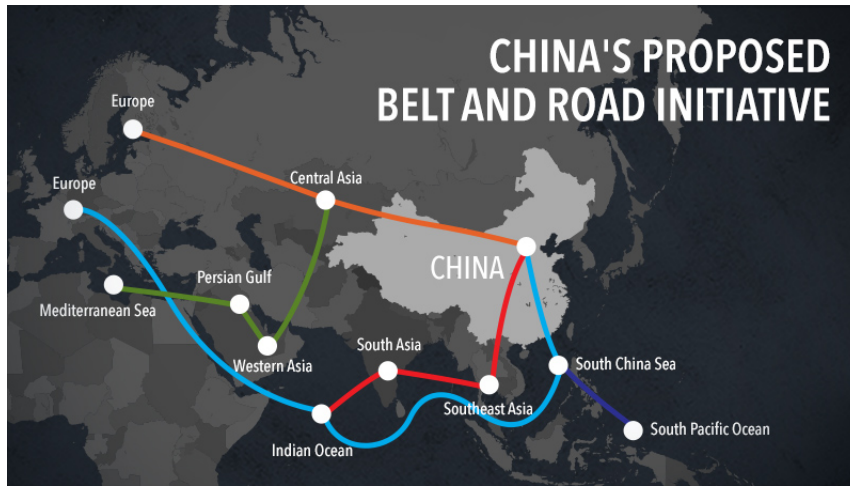 CHINA'S PROPOSED
BELT AND ROAD INITIATIVE
Europe
Central Asia
Europe
CHINA
Persian Gulf
Mediterranean Sea
Western Asia
South Asia
South China Sea
Southeast Asia
South Pacific Ocean
Indian Ocean